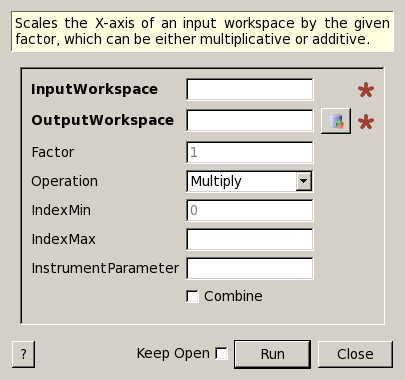 Scales the X-axis of an input workspace by the given
factor, which can be either multiplicative or additive.
InputWorkspace
OutputWorkspace
Factor 1
Operation Multiply
IndexMin 0
IndexMax
InstrumentParameter
Combine
? Keep Open Run Close